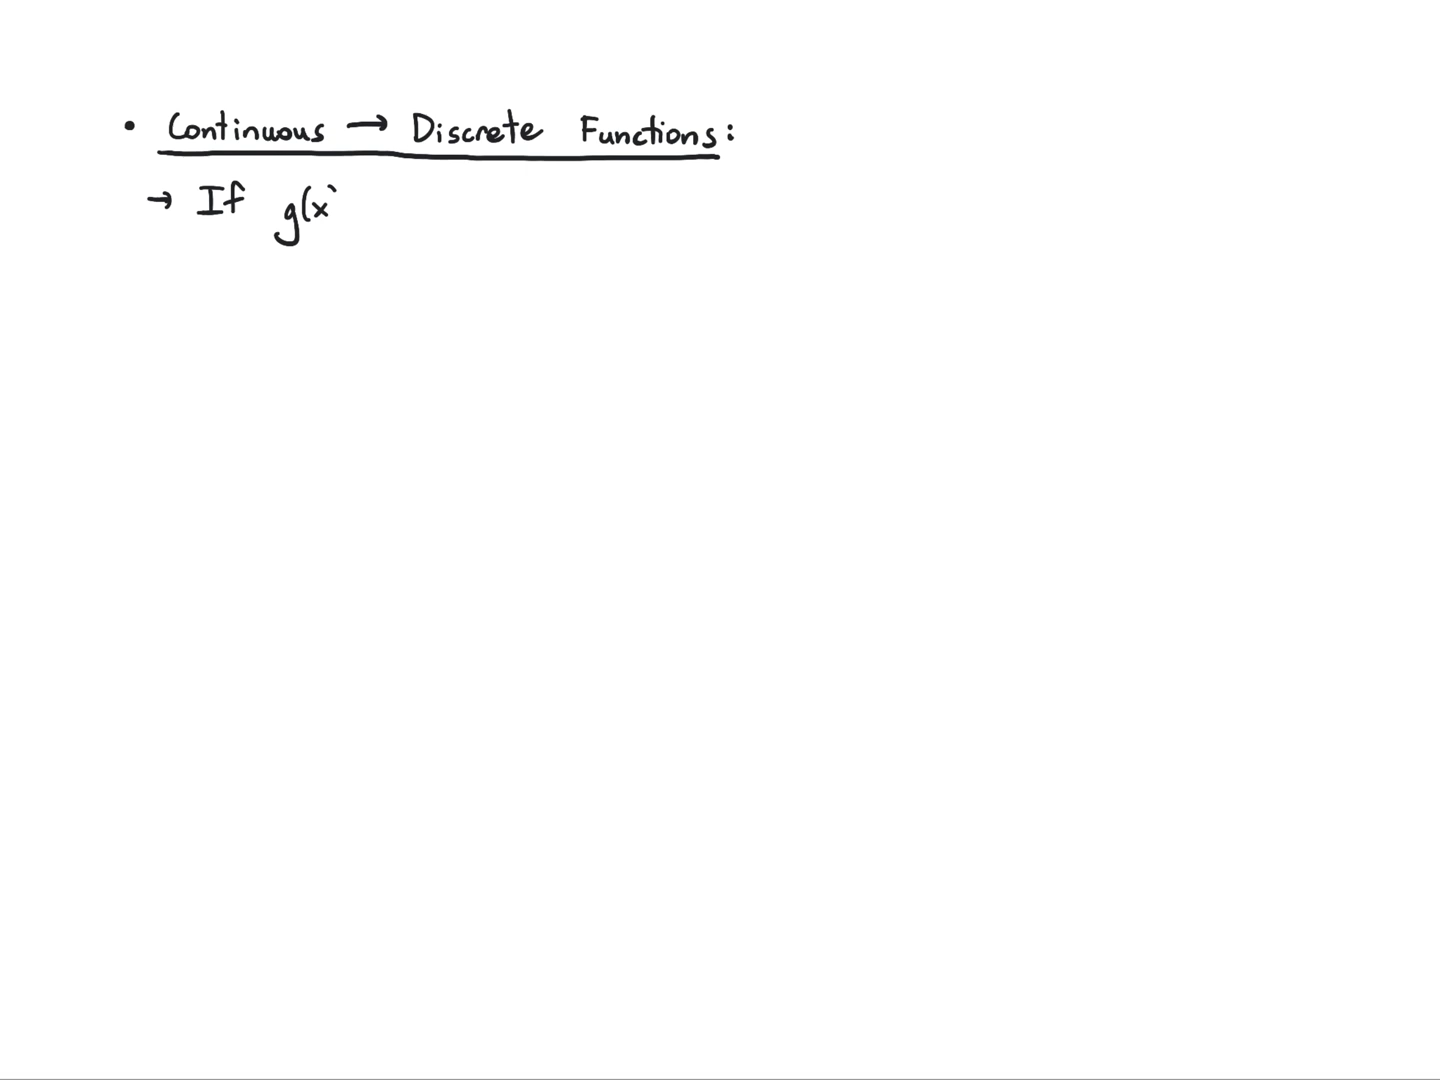 • Continuous → Discrete Functions:
→ If g(x)